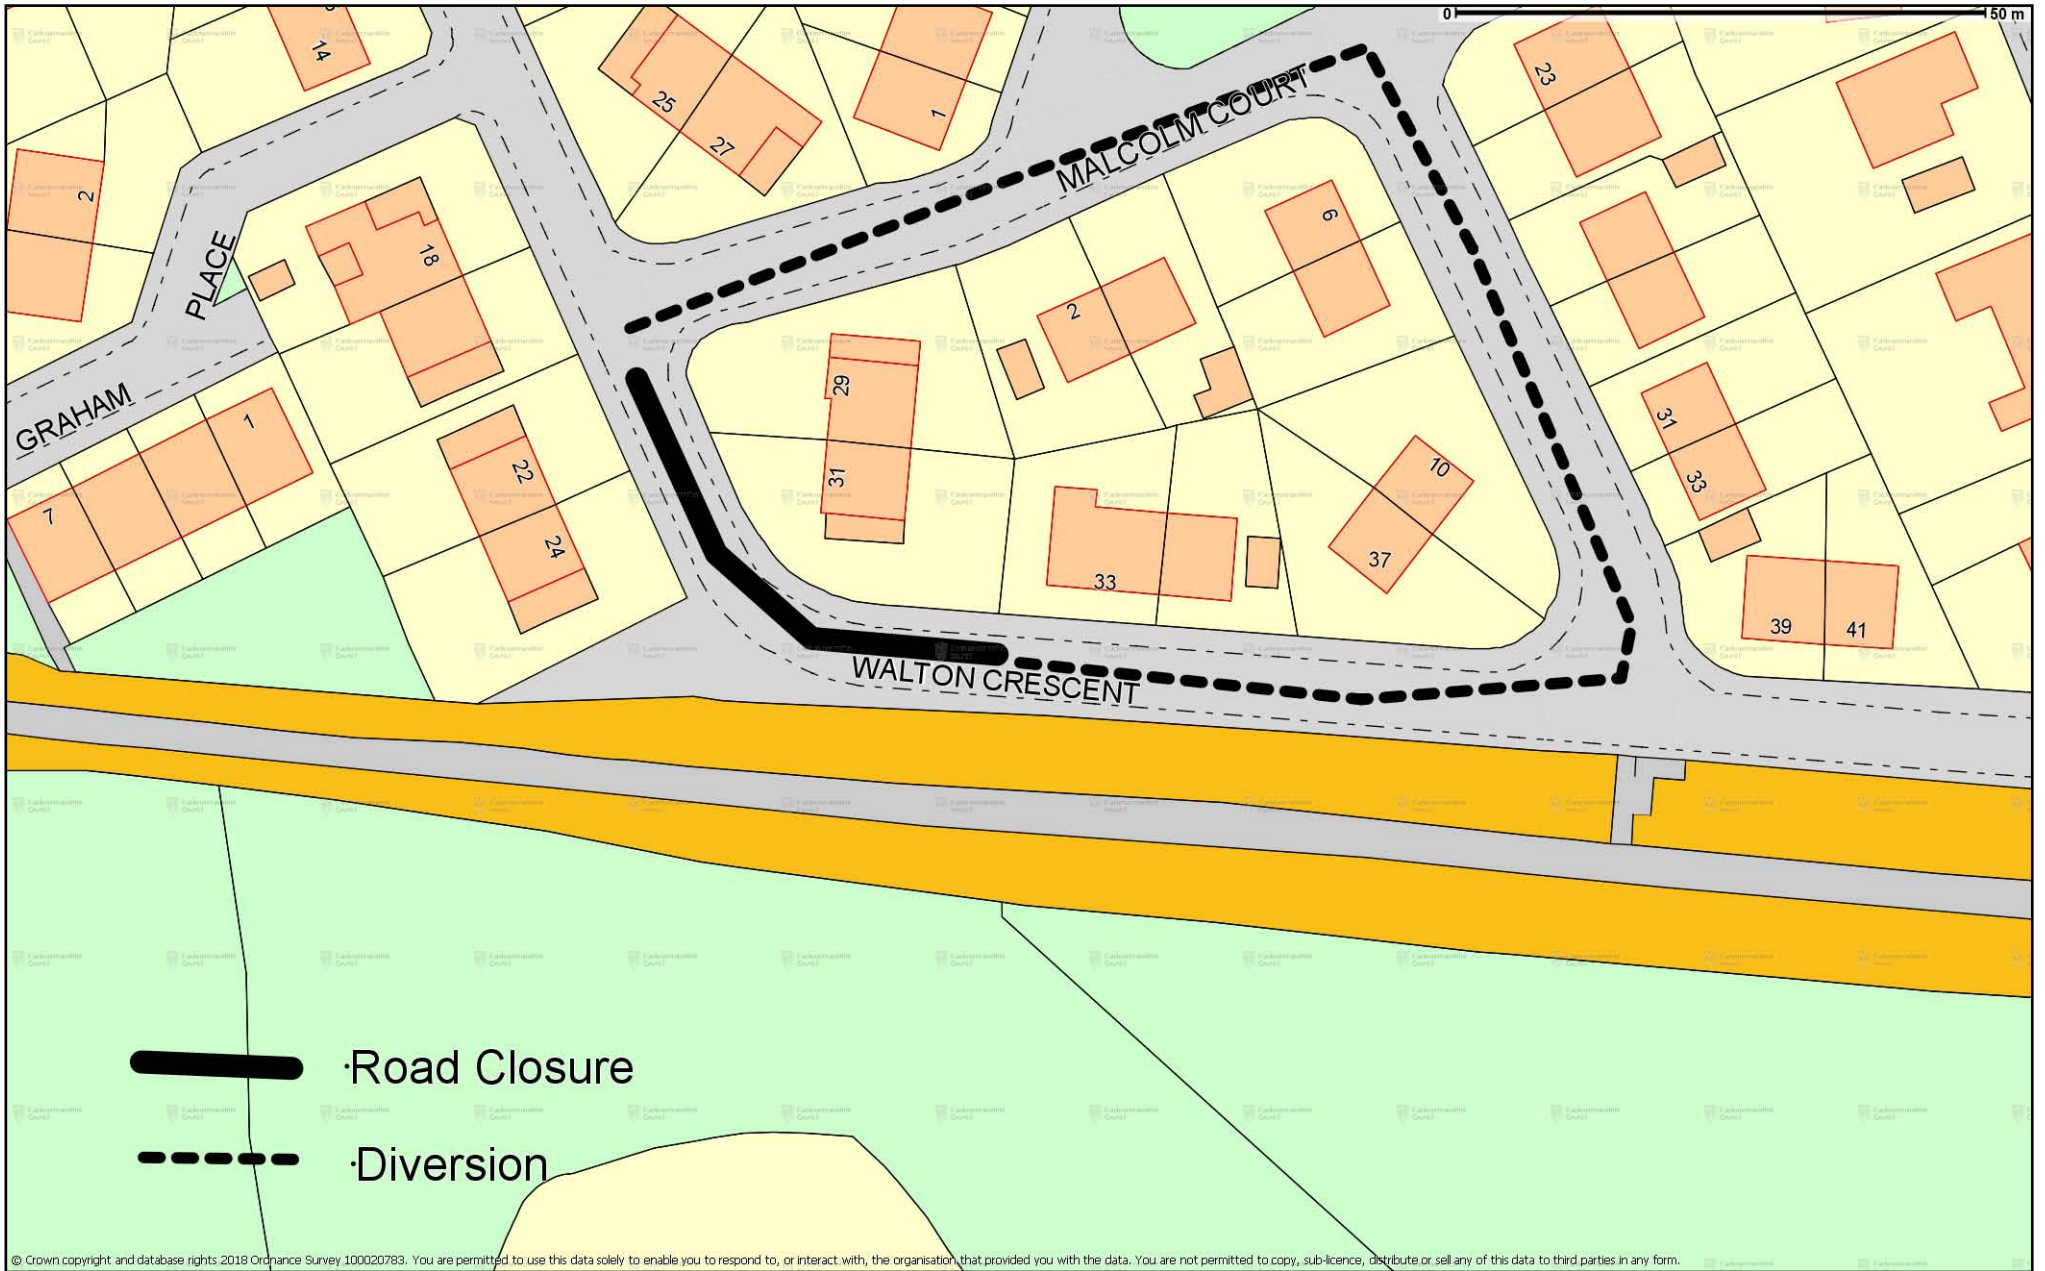 0 50 m
14
25
27
1
MALCOLM COURT
23
2
PLACE
18
6
2
GRAHAM
1
7
22
24
29
31
10
33
37
31
33
39
41
WALTON CRESCENT
Road Closure
Diversion
© Crown copyright and database rights 2018 Ordnance Survey 100020783. You are permitted to use this data solely to enable you to respond to, or interact with, the organisation that provided you with the data. You are not permitted to copy, sub-licence, distribute or sell any of this data to third parties in any form.